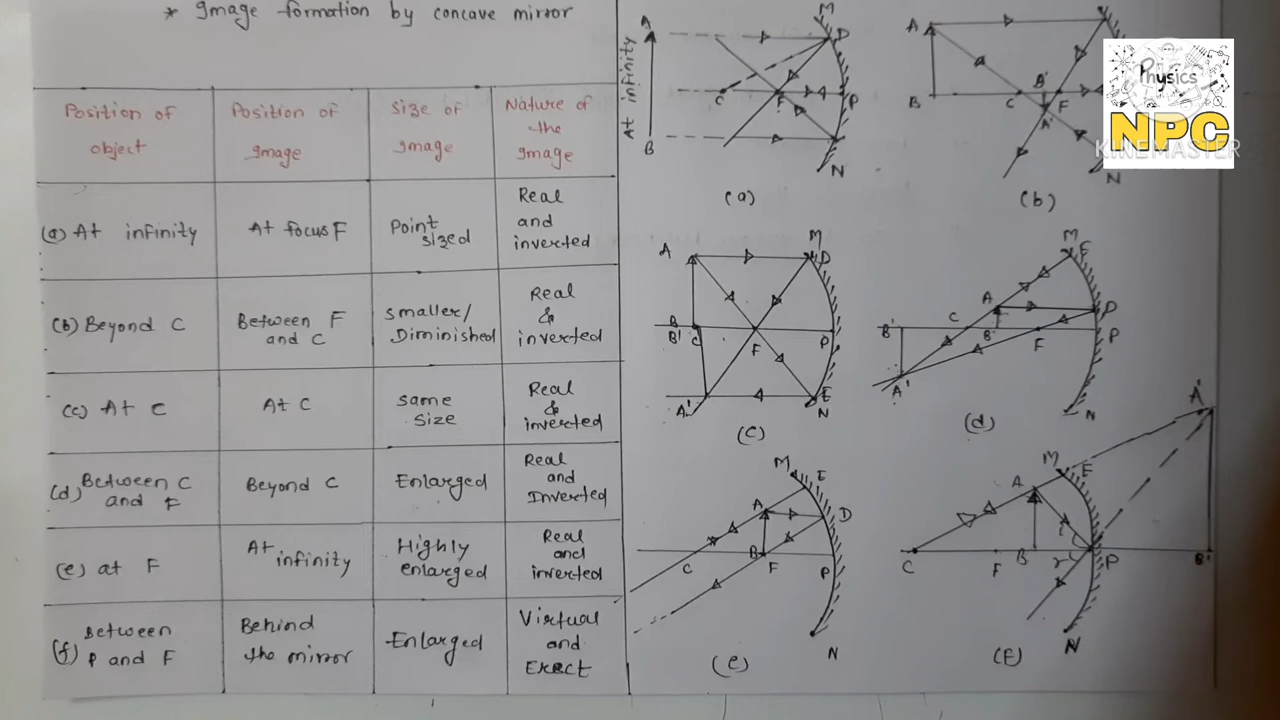 * Image formation by concave mirror
Position of object
Position of Image
Size of Image
Nature of the Image
(a) At infinity
At focus F
Point sized
Real and inverted
(b) Beyond C
Between F and C
smaller/ Diminished
Real & inverted
(c) At C
At C
same size
Real & inverted
(d) Between C and F
Beyond C
Enlarged
Real and Inverted
(e) at F
At infinity
Highly enlarged
Real and inverted
(f) Between P and F
Behind the mirror
Enlarged
Virtual and Erect
At infinity
A
B
M
D
C
F
P
N
(a)
A
B
C
B'
A'
F
N
(b)
Physics
NPC
KINEMASTER
A
M
D
B
B'
C
F
P
A'
E
N
(c)
M
E
A
D
C
B'
B'
F
P
A'
N
(d)
M
E
A
D
B
C
F
P
N
(e)
A'
M
E
A
i
r
C
F
B
P
B'
N
(F)